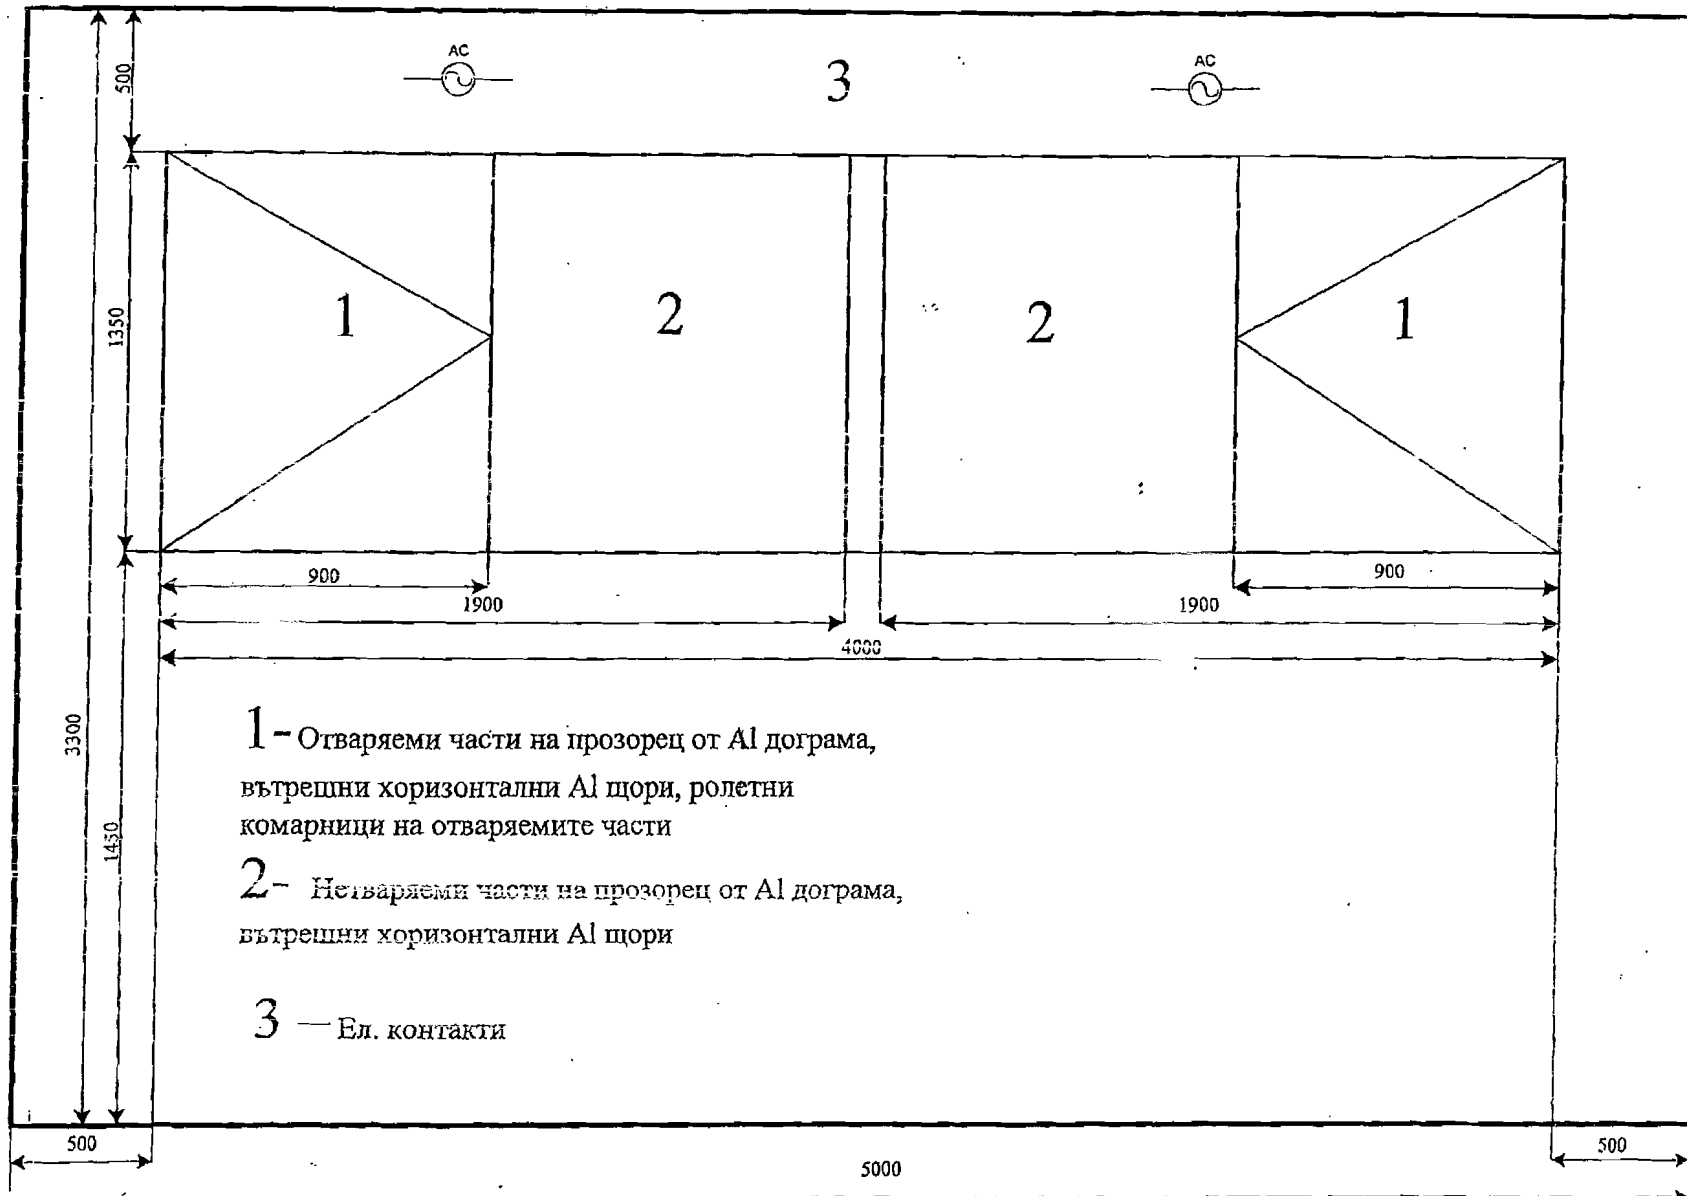 AC
3
AC
500
1350
1
2
2
1
900
900
1900
1900
4000
3300
1450
1- Отваряеми части на прозорец от Al дограма,
вътрешни хоризонтални Al щори, ролетни
комарници на отваряемите части
2- Нетваряеми части на прозорец от Al дограма,
вътрешни хоризонтални Al щори
3 — Ел. контакти
500
5000
500